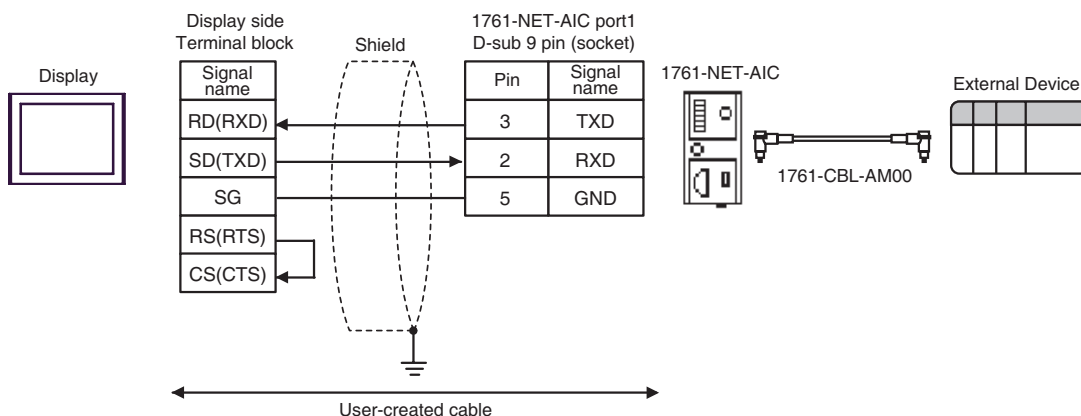 Display
Display side
Terminal block
Signal
name
RD(RXD)
SD(TXD)
SG
RS(RTS)
CS(CTS)
Shield
1761-NET-AIC port1
D-sub 9 pin (socket)
Pin
Signal
name
3
TXD
2
RXD
5
GND
1761-NET-AIC
1761-CBL-AM00
External Device
User-created cable